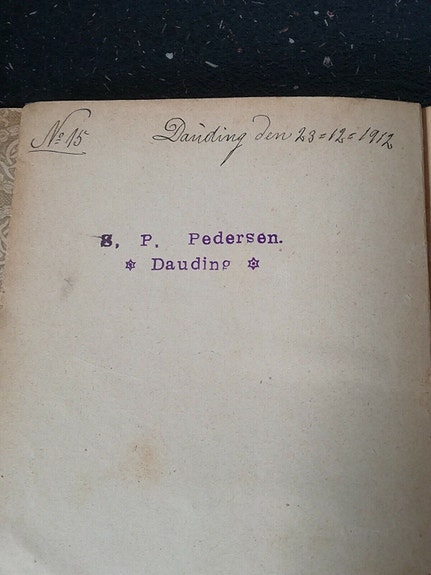 No 15 Dauding den 23=12=1912
S. P. Pedersen.
✡ Dauding ✡